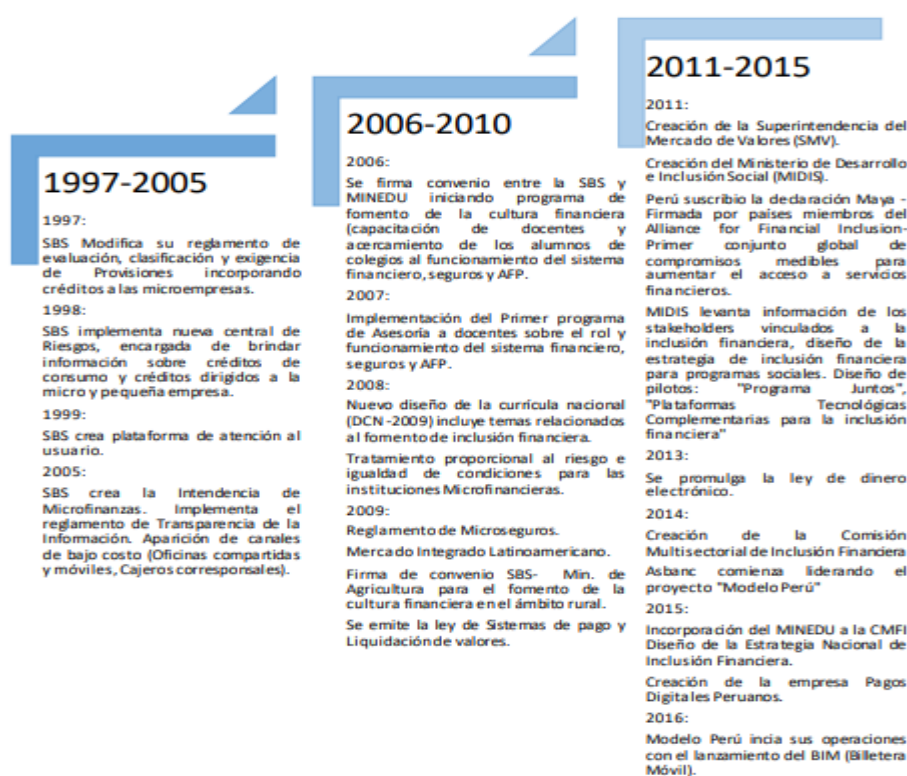 1997-2005
1997:
SBS Modifica su reglamento de
evaluación, clasificación y exigencia
de Provisiones incorporando
créditos a las microempresas.
1998:
SBS implementa nueva central de
Riesgos, encargada de brindar
información sobre créditos de
consumo y créditos dirigidos a la
micro y pequeña empresa.
1999:
SBS crea plataforma de atención al
usuario.
2005:
SBS crea la Intendencia de
Microfinanzas. Implementa el
reglamento de Transparencia de la
Información. Aparición de canales
de bajo costo (Oficinas compartidas
y móviles, Cajeros corresponsales).
2006-2010
2006:
Se firma convenio entre la SBS y
MINEDU iniciando programa de
fomento de la cultura financiera
(capacitación de docentes y
acercamiento de los alumnos de
colegios al funcionamiento del sistema
financiero, seguros y AFP.
2007:
Implementación del Primer programa
de Asesoría a docentes sobre el rol y
funcionamiento del sistema financiero,
seguros y AFP.
2008:
Nuevo diseño de la currícula nacional
(DCN -2009) incluye temas relacionados
al fomento de inclusión financiera.
Tratamiento proporcional al riesgo e
igualdad de condiciones para las
instituciones Microfinancieras.
2009:
Reglamento de Microseguros.
Mercado Integrado Latinoamericano.
Firma de convenio SBS- Min. de
Agricultura para el fomento de la
cultura financiera en el ámbito rural.
Se emite la ley de Sistemas de pago y
Liquidación de valores.
2011-2015
2011:
Creación de la Superintendencia del
Mercado de Valores (SMV).
Creación del Ministerio de Desarrollo
e Inclusión Social (MIDIS).
Perú suscribio la declaración Maya -
Firmada por países miembros del
Alliance for Financial Inclusion-
Primer conjunto global de
compromisos medibles para
aumentar el acceso a servicios
financieros.
MIDIS levanta información de los
stakeholders vinculados a la
inclusión financiera, diseño de la
estrategia de inclusión financiera
para programas sociales. Diseño de
pilotos: "Programa Juntos",
"Plataformas Tecnológicas
Complementarias para la inclusión
financiera"
2013:
Se promulga la ley de dinero
electrónico.
2014:
Creación de la Comisión
Multisectorial de Inclusión Financiera
Asbanc comienza liderando el
proyecto "Modelo Perú"
2015:
Incorporación del MINEDU a la CMFI
Diseño de la Estrategia Nacional de
Inclusión Financiera.
Creación de la empresa Pagos
Digitales Peruanos.
2016:
Modelo Perú incia sus operaciones
con el lanzamiento del BIM (Billetera
Móvil).